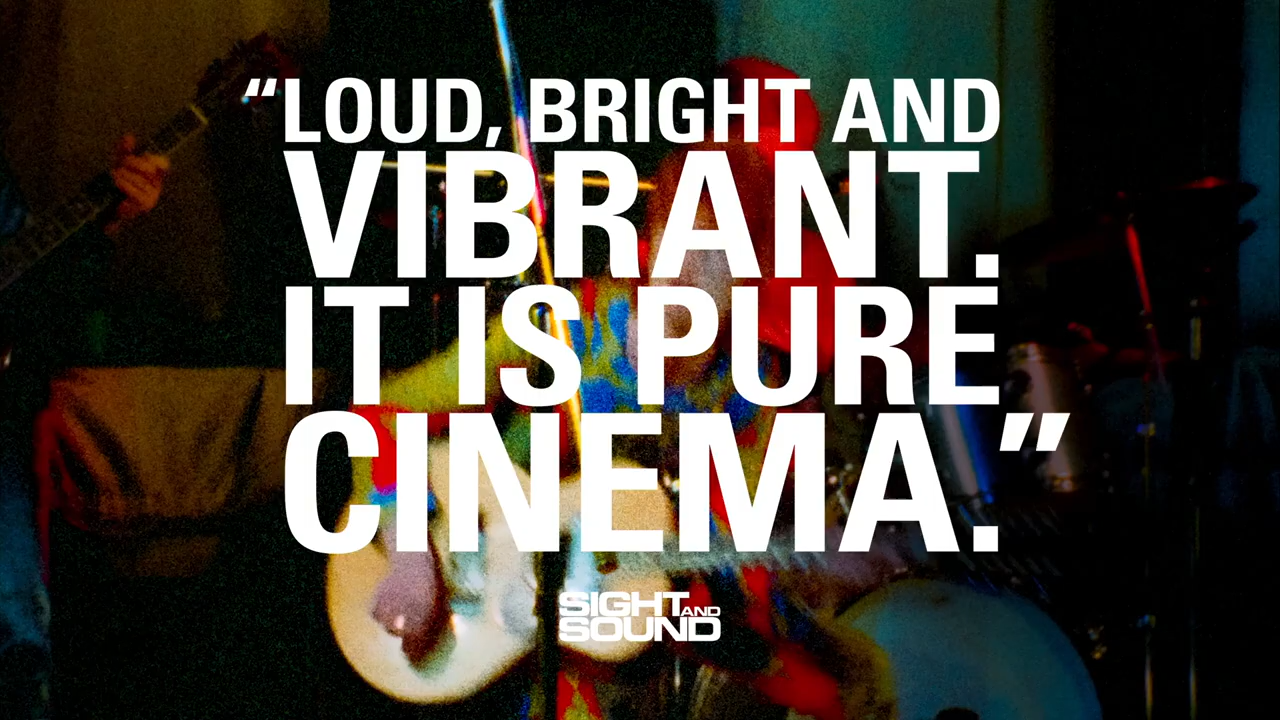 “LOUD, BRIGHT AND
VIBRANT.
IT IS PURE
CINEMA.”
SIGHT AND
SOUND